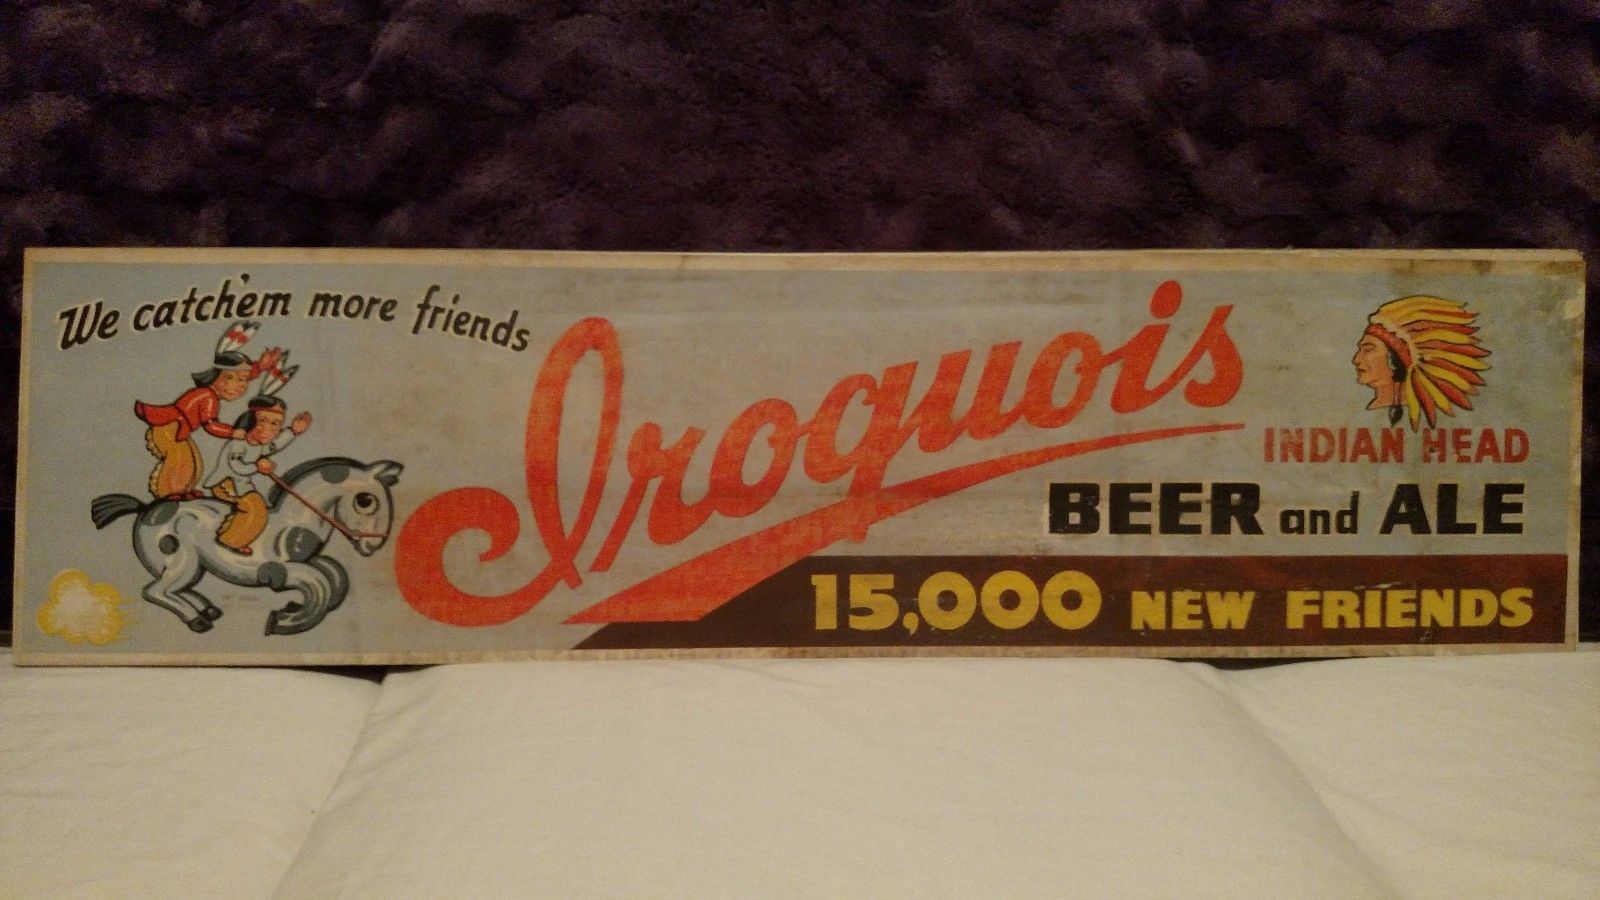 We catch'em more friends
Iroquois
INDIAN HEAD
BEER and ALE
15,000 NEW FRIENDS